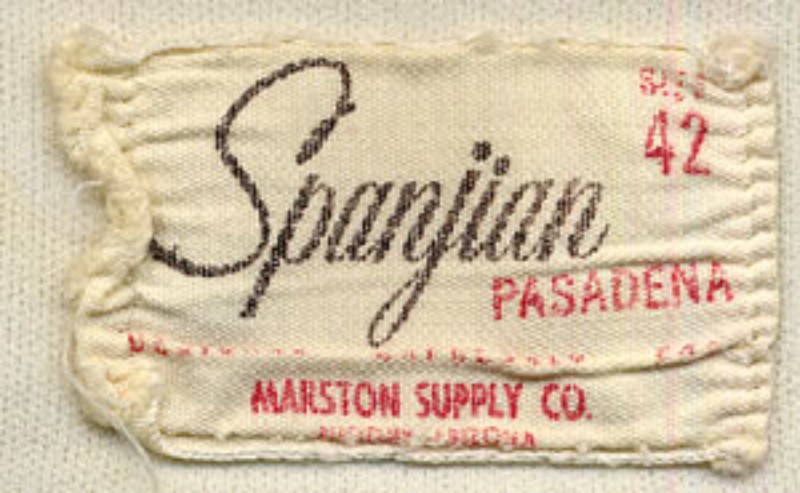 SIZE
42
Spanjian
PASADENA
MARSTON SUPPLY CO.